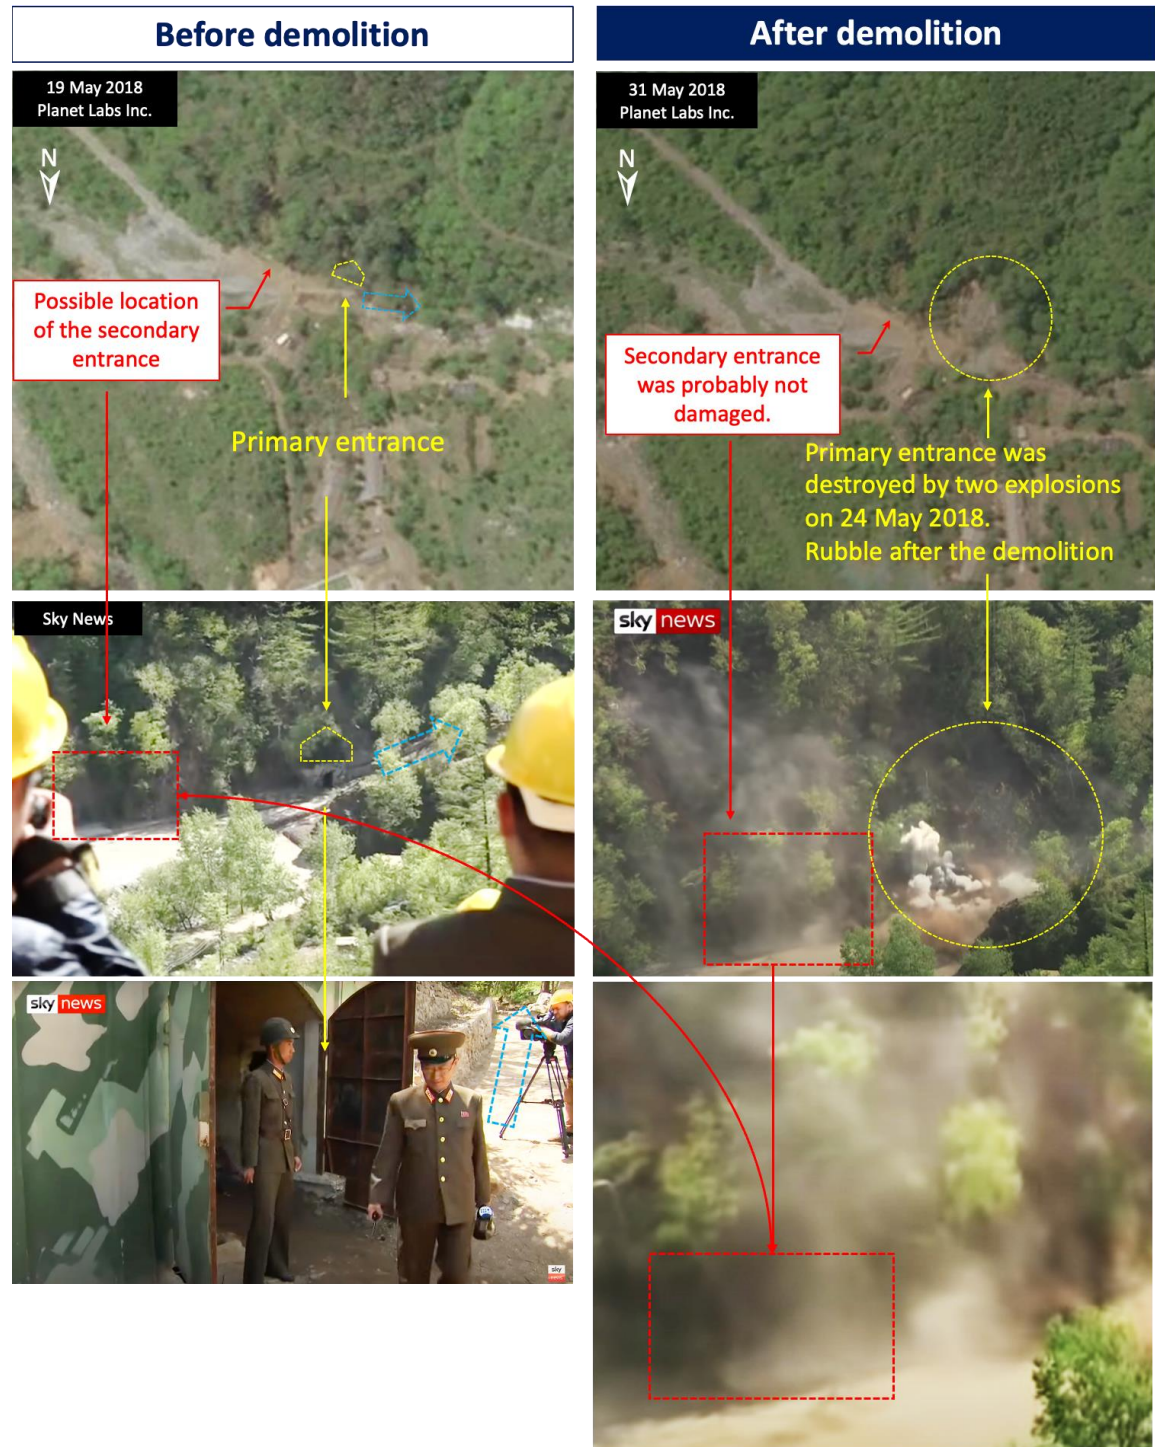 Before demolition
After demolition
19 May 2018
Planet Labs Inc.
N
Possible location
of the secondary
entrance
Primary entrance
31 May 2018
Planet Labs Inc.
N
Secondary entrance
was probably not
damaged.
Primary entrance was
destroyed by two explosions
on 24 May 2018.
Rubble after the demolition
Sky News
sky news
sky news
sky